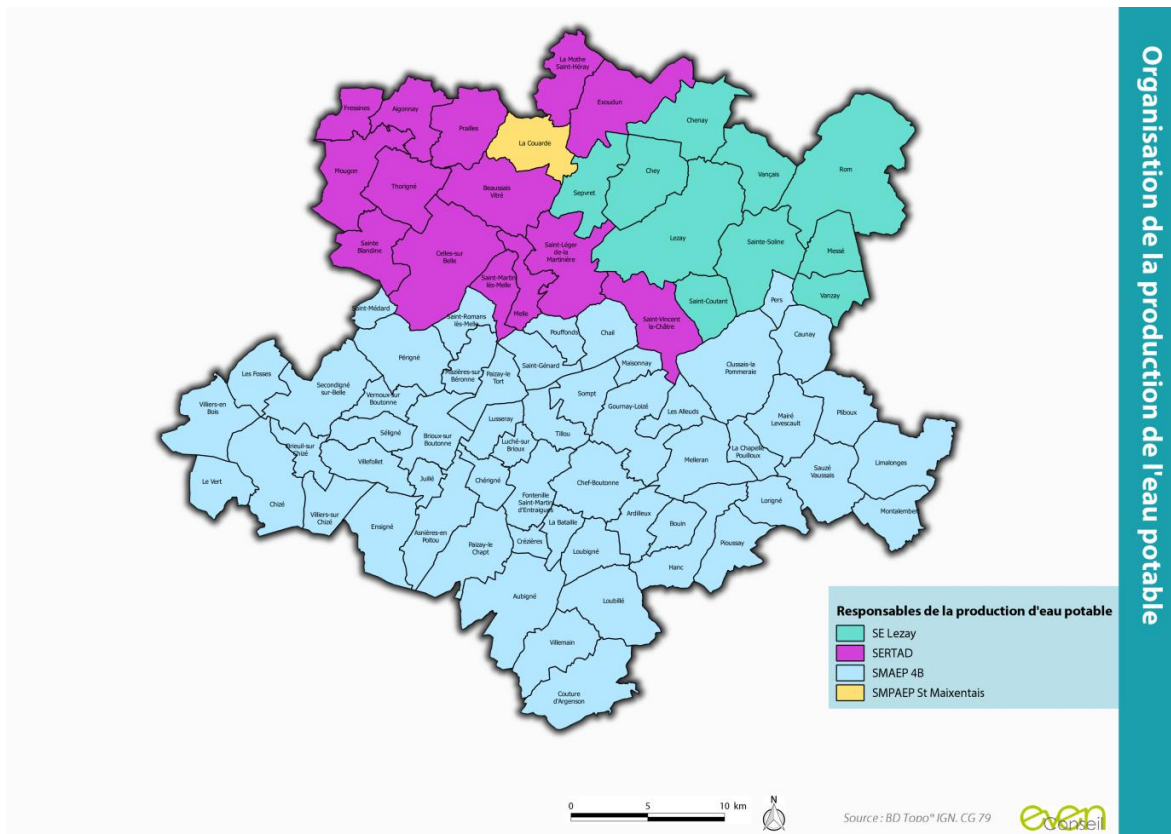 Organisation de la production de l'eau potable
La Mothe
Saint-Héray
Exoudun
Fressines
Aigonnay
Prailles
La Couarde
Chenay
Mougon
Thorigné
Beaussais
Vitré
Sepvret
Chey
Vançais
Rom
Sainte
Blandine
Celles-sur
Belle
Saint-Léger
de-la
Martinière
Lezay
Sainte-Soline
Messé
Saint-Martin
lès-Melle
Melle
Saint-Vincent
la-Châtre
Saint-Coutant
Vanzay
Pers
Saint-Médard
Saint-Romans
lès-Melle
Pouffonds
Chail
Caunay
Périgné
Mazières-sur
Béronne
Paizay-le
Tort
Saint-Génard
Maisonnay
Clussais-la
Pommeraie
Les Fosses
Villiers-en
Bois
Secondigné
sur-Belle
Vernoux-sur
Boutonne
Sompt
Gournay-Loizé
Les Alleuds
Mairé
Levescault
Pliboux
Lusseray
Tillou
Séligné
Brioux-sur
Boutonne
Luché-sur
Brioux
Brieuil-sur
Chizé
Villefollet
Melleran
La Chapelle
Pouilloux
Sauzé
Vaussais
Limalonges
Le Vert
Juillé
Chérigné
Chef-Boutonne
Chizé
Villiers-sur
Chizé
Ensigné
Asnières-en
Poitou
Fontenille
Saint-Martin
d'Entraigues
Ardilleux
Bouin
Lorigné
Montalembert
Paizay-le
Chapt
La Bataille
Crézières
Loubigné
Hanc
Pioussay
Aubigné
Loubillé
Villemain
Couture
d'Argenson
Responsables de la production d'eau potable
SE Lezay
SERTAD
SMAEP 4B
SMPAEP St Maixentais
0 5 10 km
N
Source : BD Topo® IGN, CG 79
even
Conseil